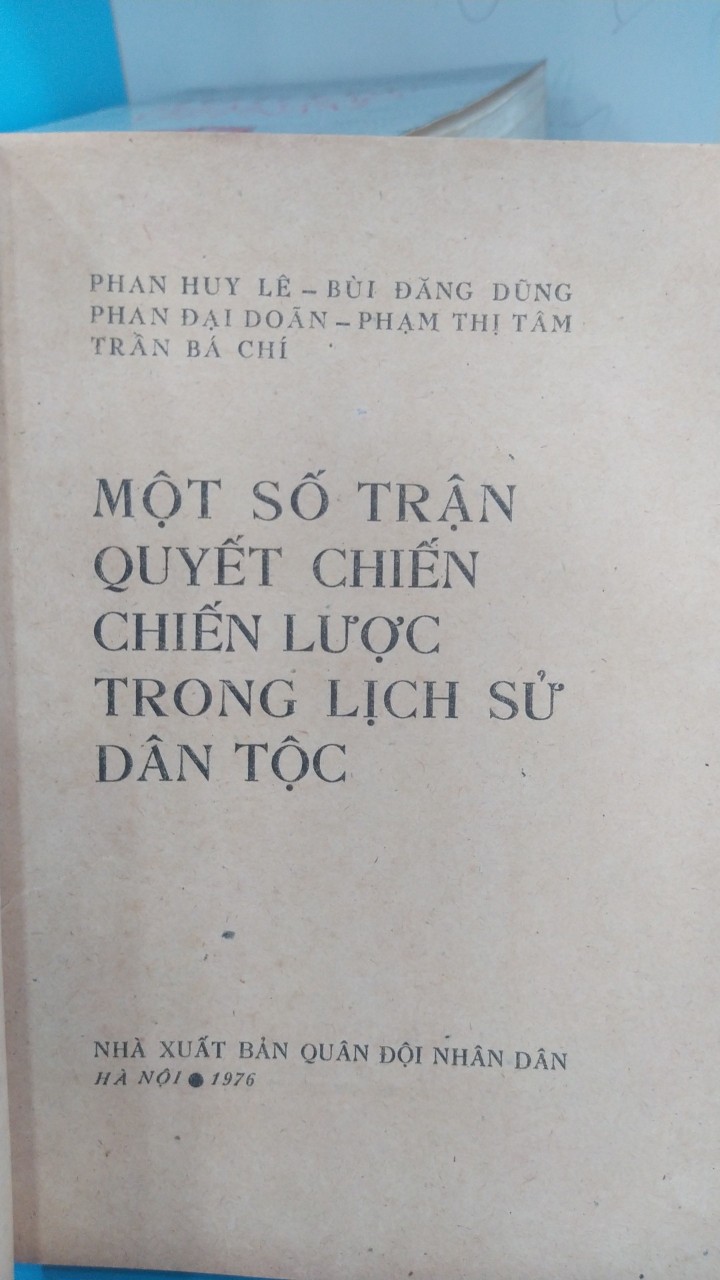 PHAN HUY LÊ – BÙI ĐĂNG DŨNG
PHAN ĐẠI DOÃN – PHẠM THỊ TÂM
TRẦN BÁ CHÍ
MỘT SỐ TRẬN
QUYẾT CHIẾN
CHIẾN LƯỢC
TRONG LỊCH SỬ
DÂN TỘC
NHÀ XUẤT BẢN QUÂN ĐỘI NHÂN DÂN
HÀ NỘI ● 1976